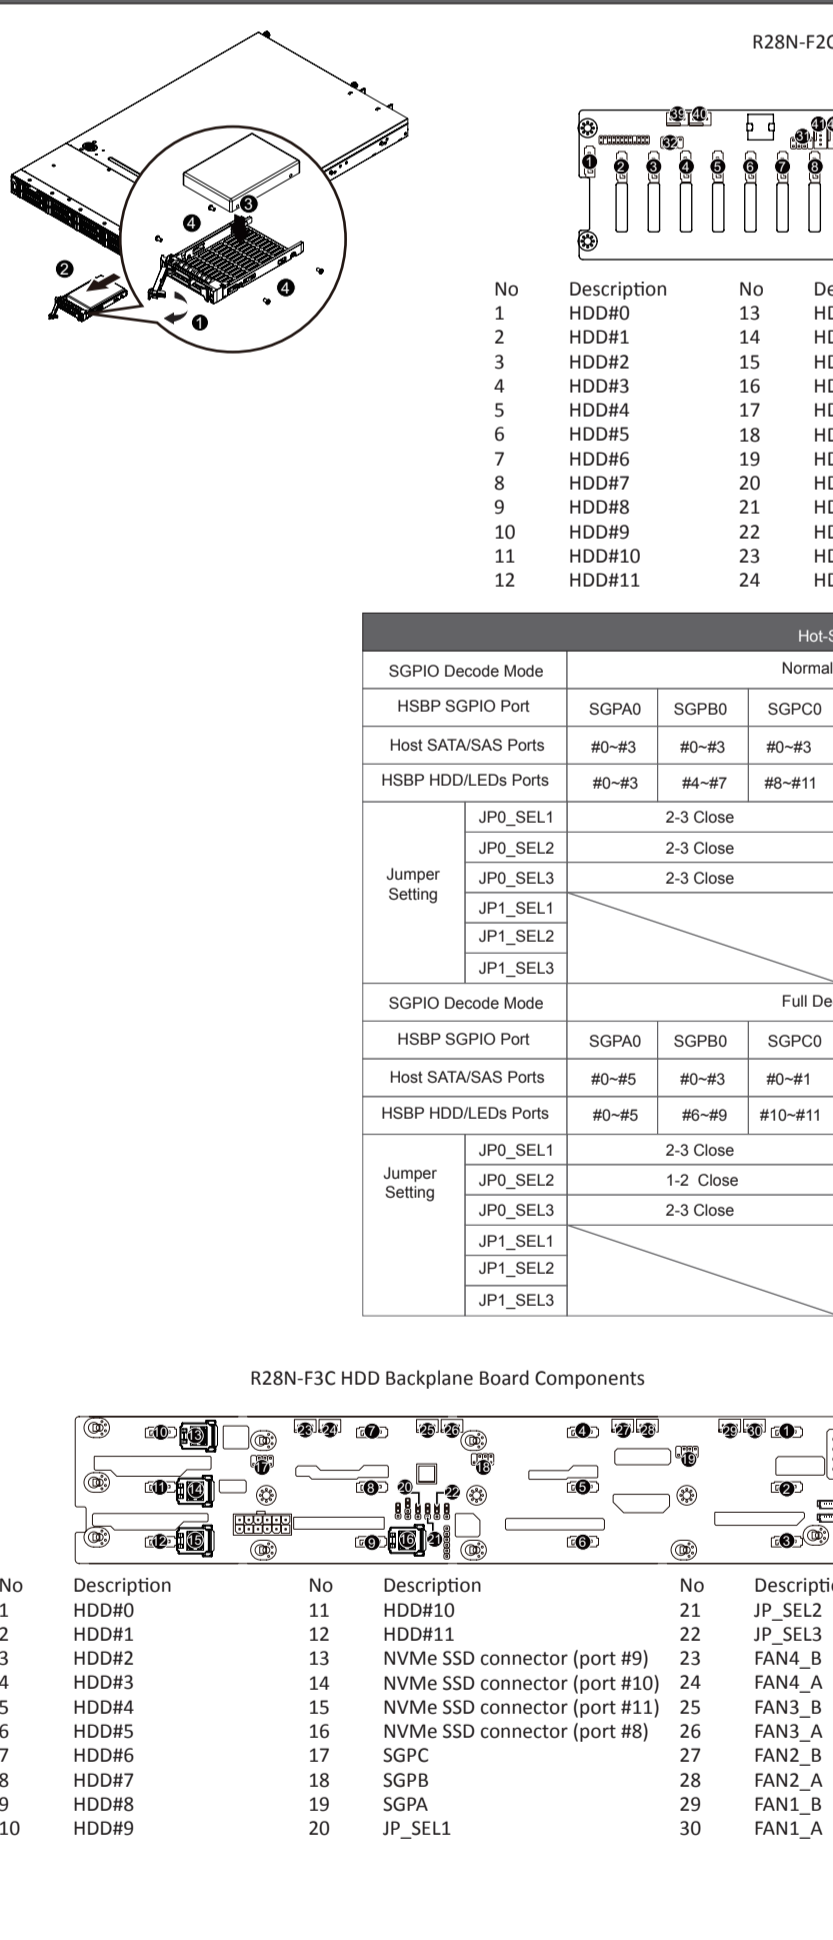 R28N-F2
No Description No
1 HDD#0 13
2 HDD#1 14
3 HDD#2 15
4 HDD#3 16
5 HDD#4 17
6 HDD#5 18
7 HDD#6 19
8 HDD#7 20
9 HDD#8 21
10 HDD#9 22
11 HDD#10 23
12 HDD#11 24
SGPIO Decode Mode Normal
HSBP SGPIO Port SGPA0 SGPB0 SGPC0
Host SATA/SAS Ports #0~#3 #0~#3 #0~#3
HSBP HDD/LEDs Ports #0~#3 #4~#7 #8~#11
Jumper Setting
JP0_SEL1 2-3 Close
JP0_SEL2 2-3 Close
JP0_SEL3 2-3 Close
JP1_SEL1
JP1_SEL2
JP1_SEL3
SGPIO Decode Mode Full De
HSBP SGPIO Port SGPA0 SGPB0 SGPC0
Host SATA/SAS Ports #0~#5 #0~#3 #0~#1
HSBP HDD/LEDs Ports #0~#5 #6~#9 #10~#11
Jumper Setting
JP0_SEL1 2-3 Close
JP0_SEL2 1-2 Close
JP0_SEL3 2-3 Close
JP1_SEL1
JP1_SEL2
JP1_SEL3
R28N-F3C HDD Backplane Board Components
No Description No Description No Descripti
1 HDD#0 11 HDD#10 21 JP_SEL2
2 HDD#1 12 HDD#11 22 JP_SEL3
3 HDD#2 13 NVMe SSD connector (port #9) 23 FAN4_B
4 HDD#3 14 NVMe SSD connector (port #10) 24 FAN4_A
5 HDD#4 15 NVMe SSD connector (port #11) 25 FAN3_B
6 HDD#5 16 NVMe SSD connector (port #8) 26 FAN3_A
7 HDD#6 17 SGPC 27 FAN2_B
8 HDD#7 18 SGPB 28 FAN2_A
9 HDD#8 19 SGPA 29 FAN1_B
10 HDD#9 20 JP_SEL1 30 FAN1_A